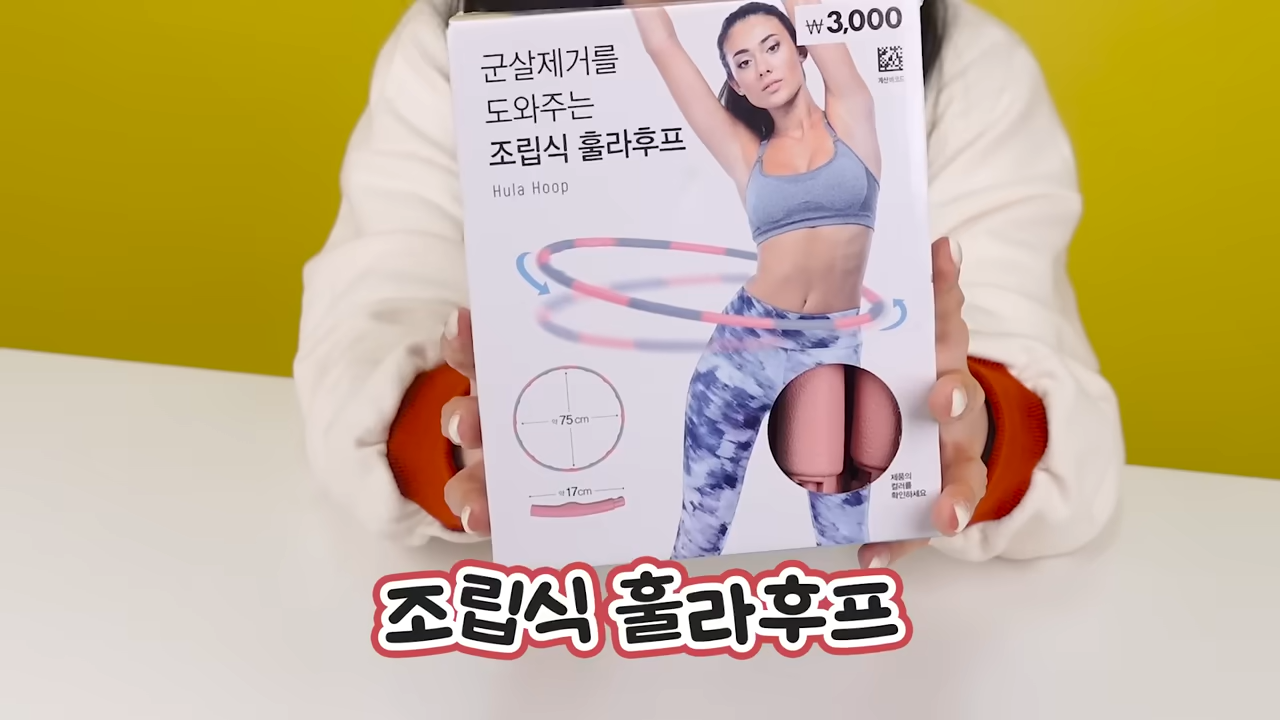 ₩3,000
군살제거를
도와주는
조립식 훌라후프
Hula Hoop
약 75cm
약 17cm
제품의
컬러를
확인하세요
조립식 훌라후프